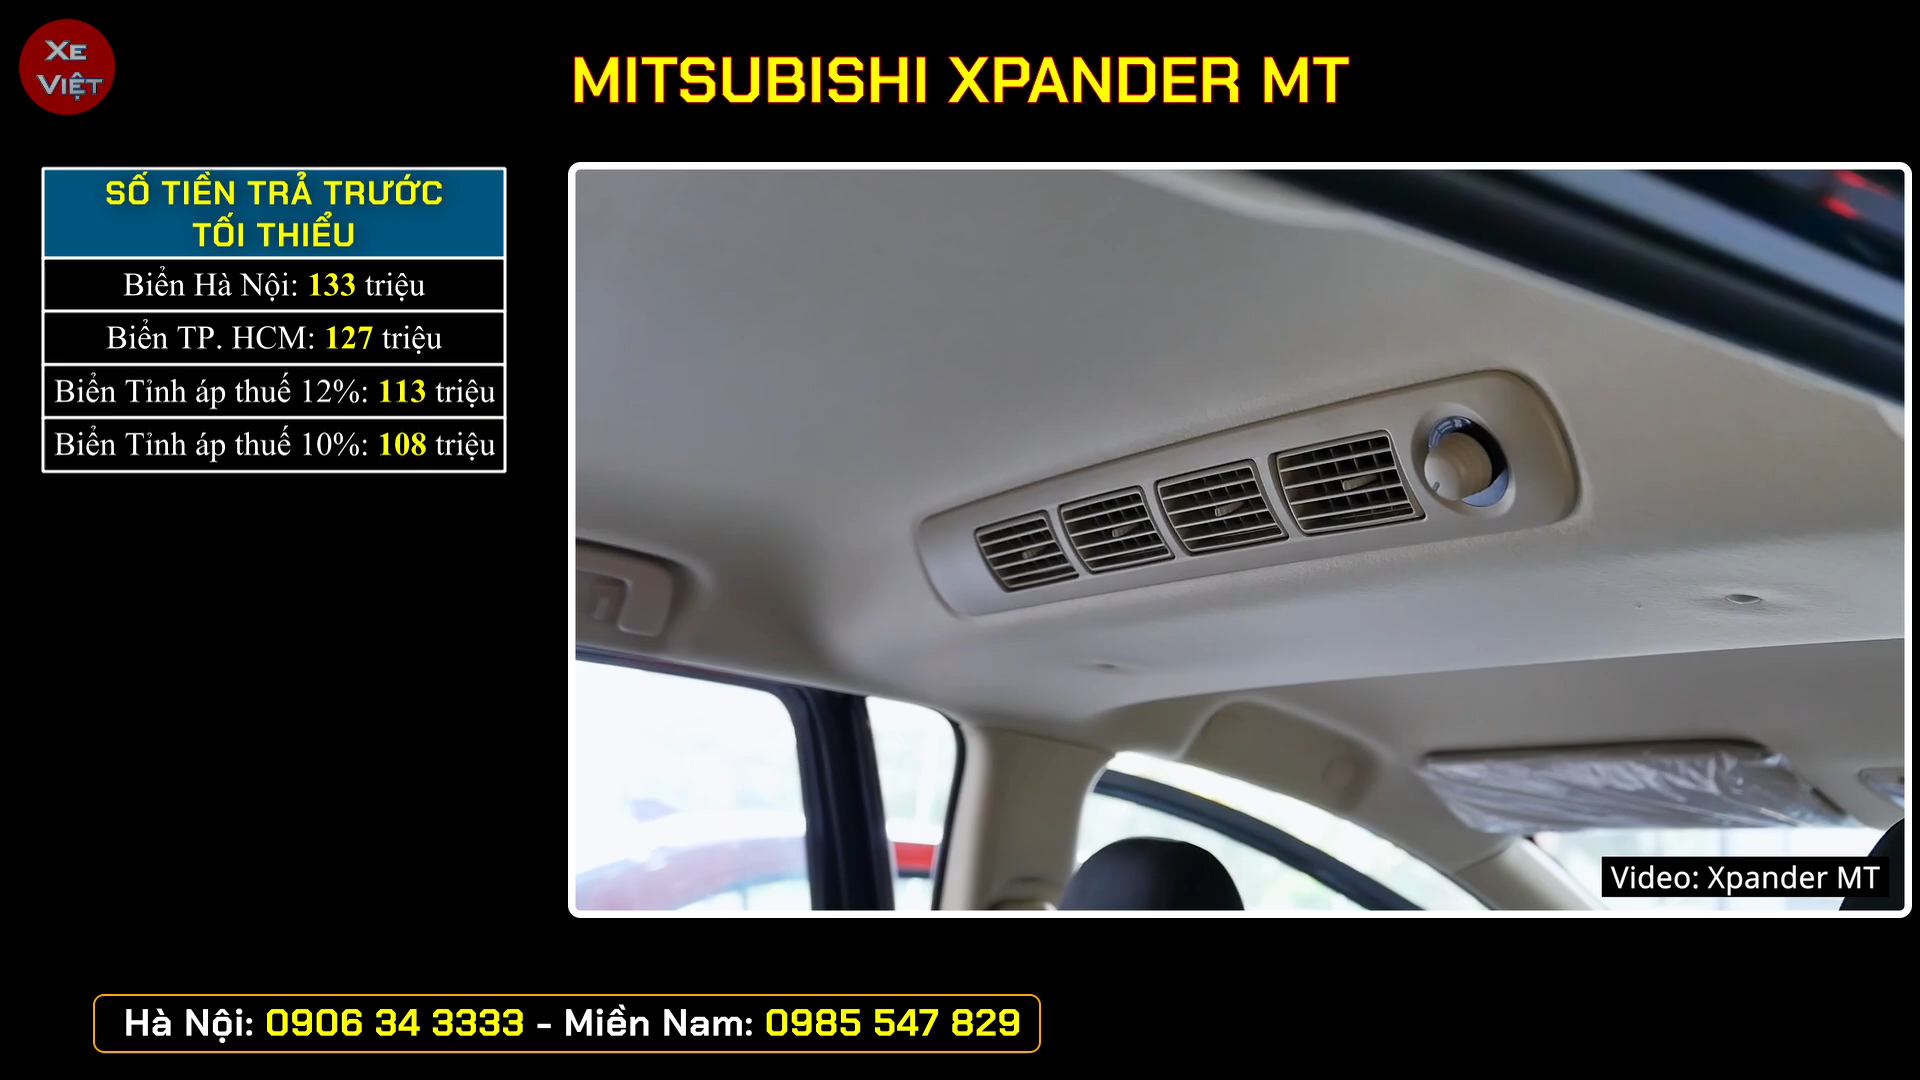 XE
VIỆT
MITSUBISHI XPANDER MT
SỐ TIỀN TRẢ TRƯỚC
TỐI THIỂU
Biển Hà Nội: 133 triệu
Biển TP. HCM: 127 triệu
Biển Tỉnh áp thuế 12%: 113 triệu
Biển Tỉnh áp thuế 10%: 108 triệu
Video: Xpander MT
Hà Nội: 0906 34 3333 - Miền Nam: 0985 547 829